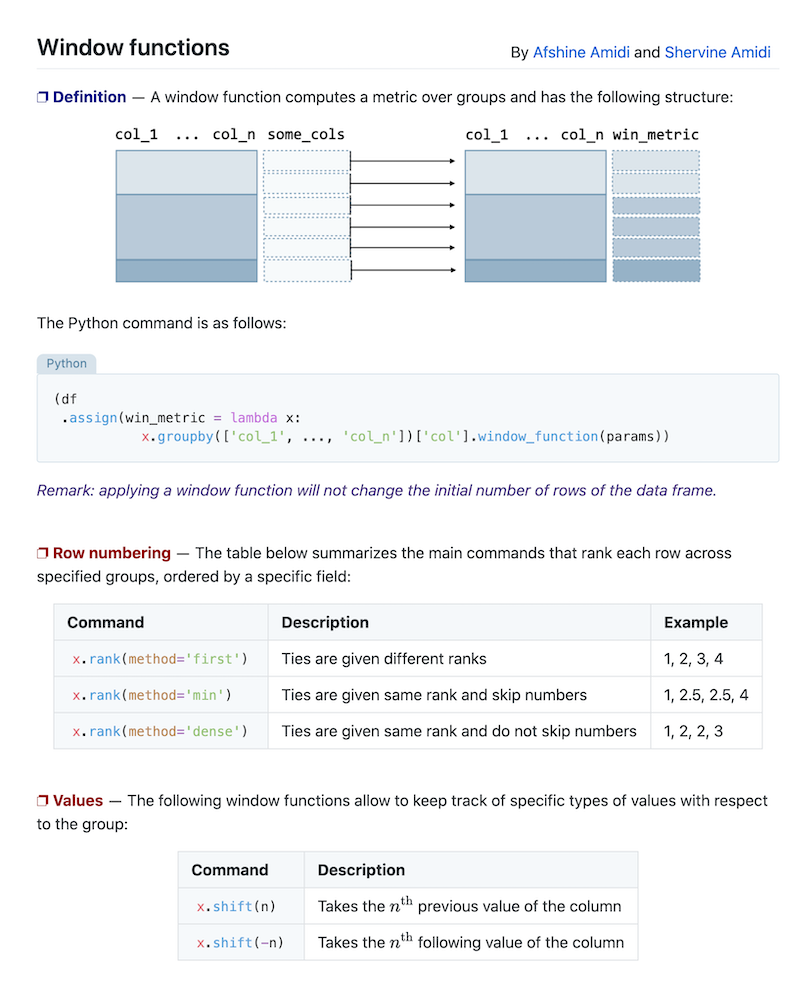 Window functions
By Afshine Amidi and Shervine Amidi
❐ Definition — A window function computes a metric over groups and has the following structure:
col_1 ... col_n some_cols
col_1 ... col_n win_metric
The Python command is as follows:
Python
(df
.assign(win_metric = lambda x:
x.groupby(['col_1', ..., 'col_n'])['col'].window_function(params))
Remark: applying a window function will not change the initial number of rows of the data frame.
❐ Row numbering — The table below summarizes the main commands that rank each row across
specified groups, ordered by a specific field:
Command Description Example
x.rank(method='first') Ties are given different ranks 1, 2, 3, 4
x.rank(method='min') Ties are given same rank and skip numbers 1, 2.5, 2.5, 4
x.rank(method='dense') Ties are given same rank and do not skip numbers 1, 2, 2, 3
❐ Values — The following window functions allow to keep track of specific types of values with respect
to the group:
Command Description
x.shift(n) Takes the nth previous value of the column
x.shift(−n) Takes the nth following value of the column